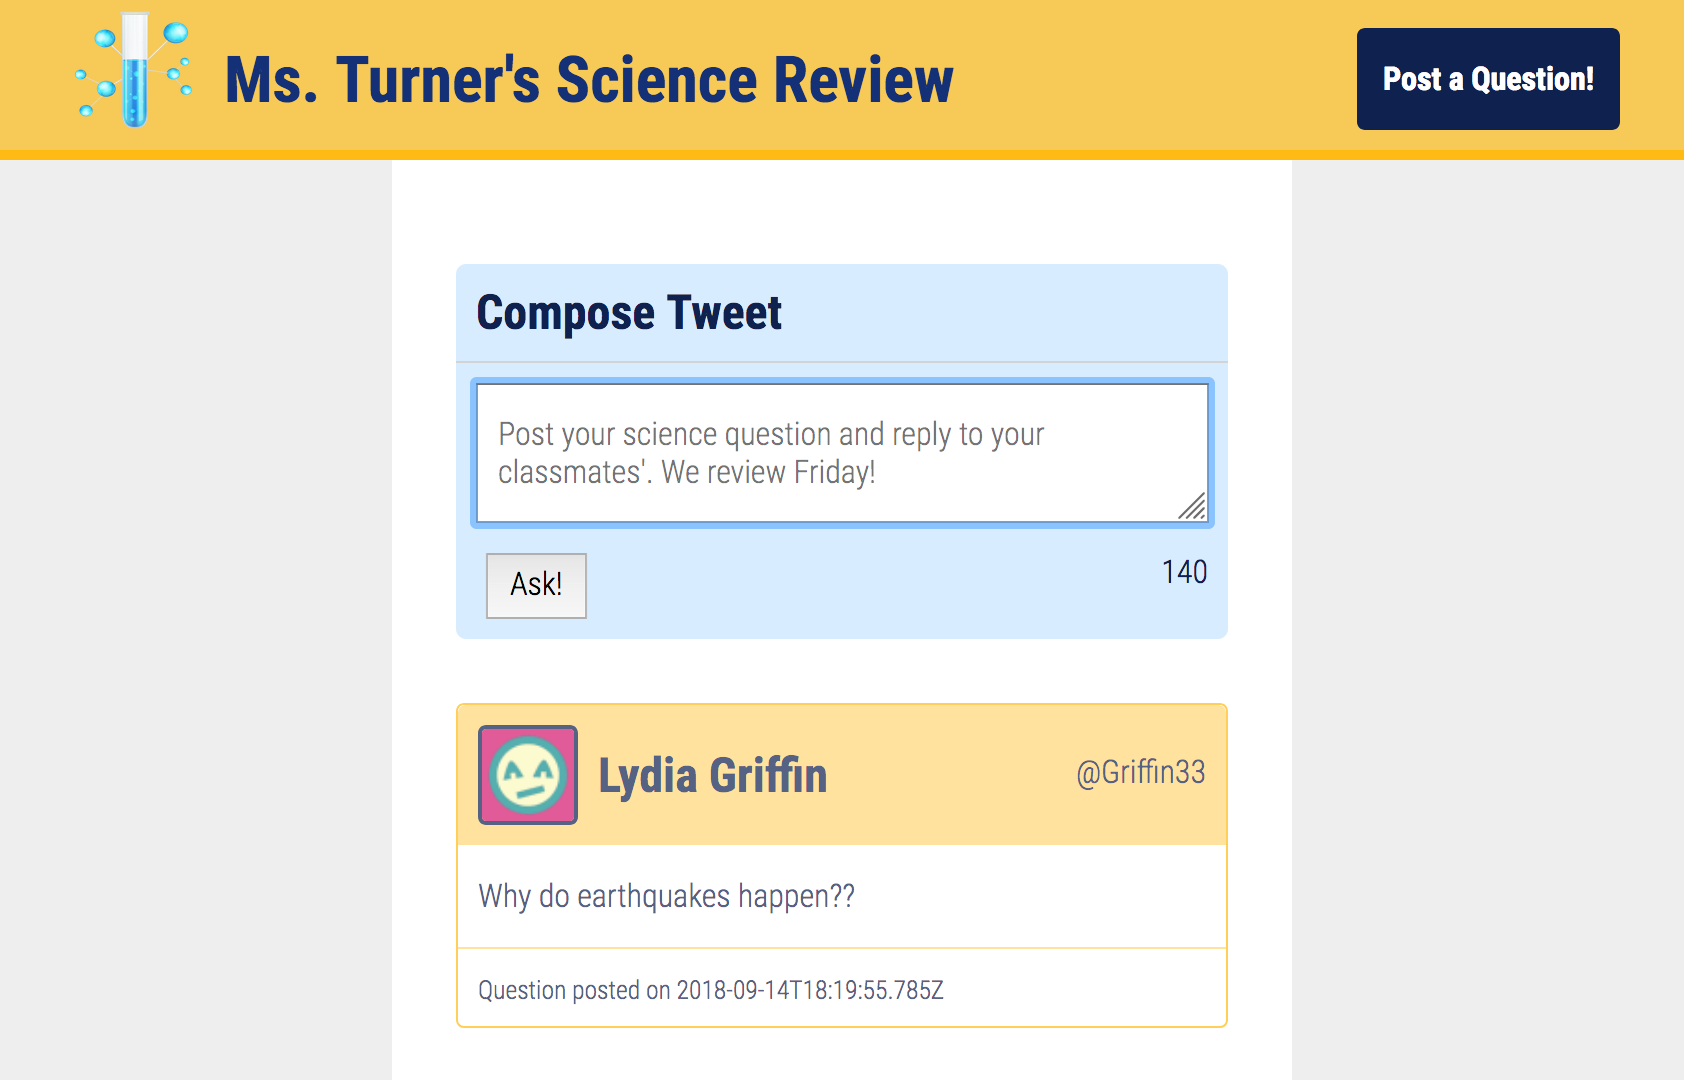 Ms. Turner's Science Review
Post a Question!
Compose Tweet
Post your science question and reply to your
classmates'. We review Friday!
Ask!
140
Lydia Griffin
@Griffin33
Why do earthquakes happen??
Question posted on 2018-09-14T18:19:55.785Z